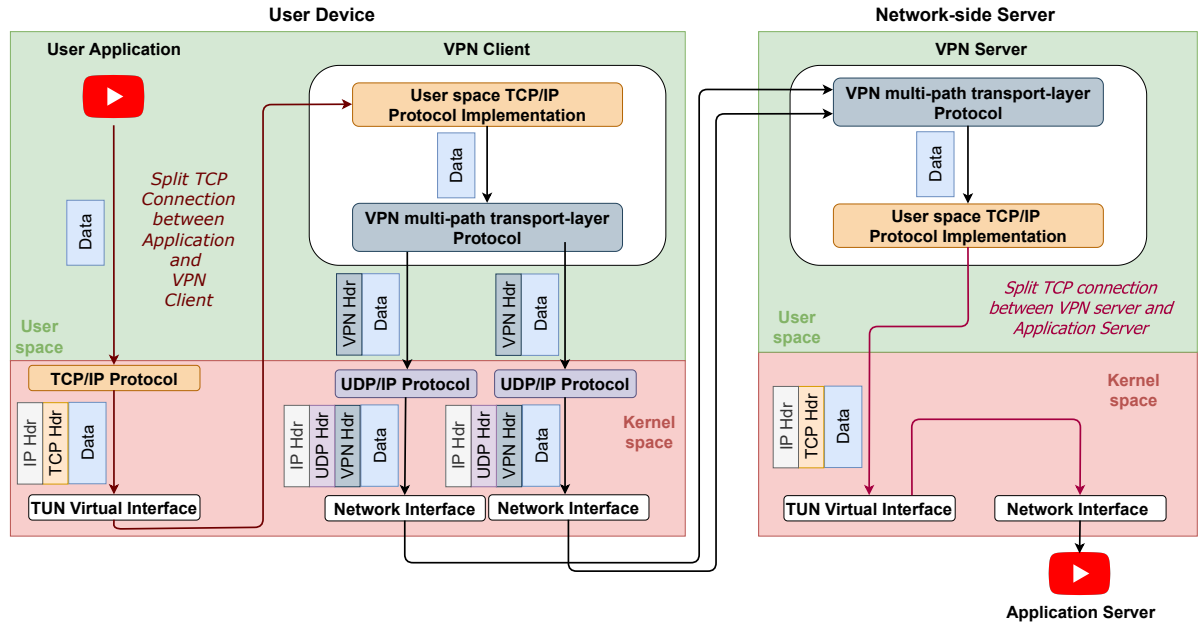 User Device
User Application
VPN Client
User space TCP/IP
Protocol Implementation
Data
VPN multi-path transport-layer
Protocol
Split TCP
Connection
between
Application
and
VPN
Client
Data
VPN Hdr
Data
VPN Hdr
Data
User
space
TCP/IP Protocol
UDP/IP Protocol
UDP/IP Protocol
IP Hdr
TCP Hdr
Data
IP Hdr
UDP Hdr
VPN Hdr
Data
IP Hdr
UDP Hdr
VPN Hdr
Data
Kernel
space
TUN Virtual Interface
Network Interface
Network Interface
Network-side Server
VPN Server
VPN multi-path transport-layer
Protocol
Data
User space TCP/IP
Protocol Implementation
Split TCP connection
between VPN server and
Application Server
User
space
Kernel
space
IP Hdr
TCP Hdr
Data
TUN Virtual Interface
Network Interface
Application Server